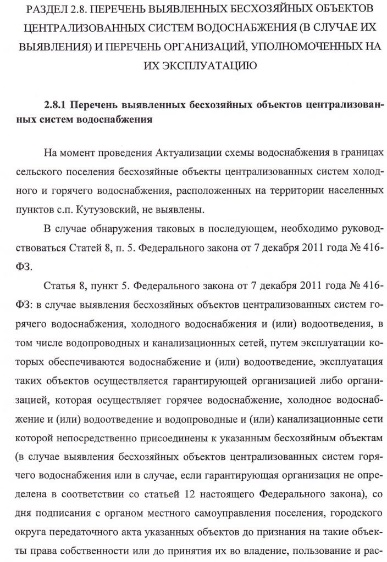 РАЗДЕЛ 2.8. ПЕРЕЧЕНЬ ВЫЯВЛЕННЫХ БЕСХОЗЯЙНЫХ ОБЪЕКТОВ
ЦЕНТРАЛИЗОВАННЫХ СИСТЕМ ВОДОСНАБЖЕНИЯ (В СЛУЧАЕ ИХ
ВЫЯВЛЕНИЯ) И ПЕРЕЧЕНЬ ОРГАНИЗАЦИЙ, УПОЛНОМОЧЕННЫХ НА
ИХ ЭКСПЛУАТАЦИЮ
2.8.1 Перечень выявленных бесхозяйных объектов централизован-
ных систем водоснабжения
На момент проведения Актуализации схемы водоснабжения в границах
сельского поселения бесхозяйные объекты централизованных систем холод-
ного и горячего водоснабжения, расположенных на территории населенных
пунктов с.п. Кутузовский, не выявлены.
В случае обнаружения таковых в последующем, необходимо руковод-
ствоваться Статей 8, п. 5. Федерального закона от 7 декабря 2011 года № 416-
ФЗ.
Статья 8, пункт 5. Федерального закона от 7 декабря 2011 года № 416-
ФЗ: в случае выявления бесхозяйных объектов централизованных систем го-
рячего водоснабжения, холодного водоснабжения и (или) водоотведения, в
том числе водопроводных и канализационных сетей, путем эксплуатации ко-
торых обеспечиваются водоснабжение и (или) водоотведение, эксплуатация
таких объектов осуществляется гарантирующей организацией либо органи-
зацией, которая осуществляет горячее водоснабжение, холодное водоснаб-
жение и (или) водоотведение и водопроводные и (или) канализационные сети
которой непосредственно присоединены к указанным бесхозяйным объектам
(в случае выявления бесхозяйных объектов централизованных систем горя-
чего водоснабжения или в случае, если гарантирующая организация не опре-
делена в соответствии со статьей 12 настоящего Федерального закона), со
дня подписания с органом местного самоуправления поселения, городского
округа передаточного акта указанных объектов до признания на такие объек-
ты права собственности или до принятия их во владение, пользование и рас-